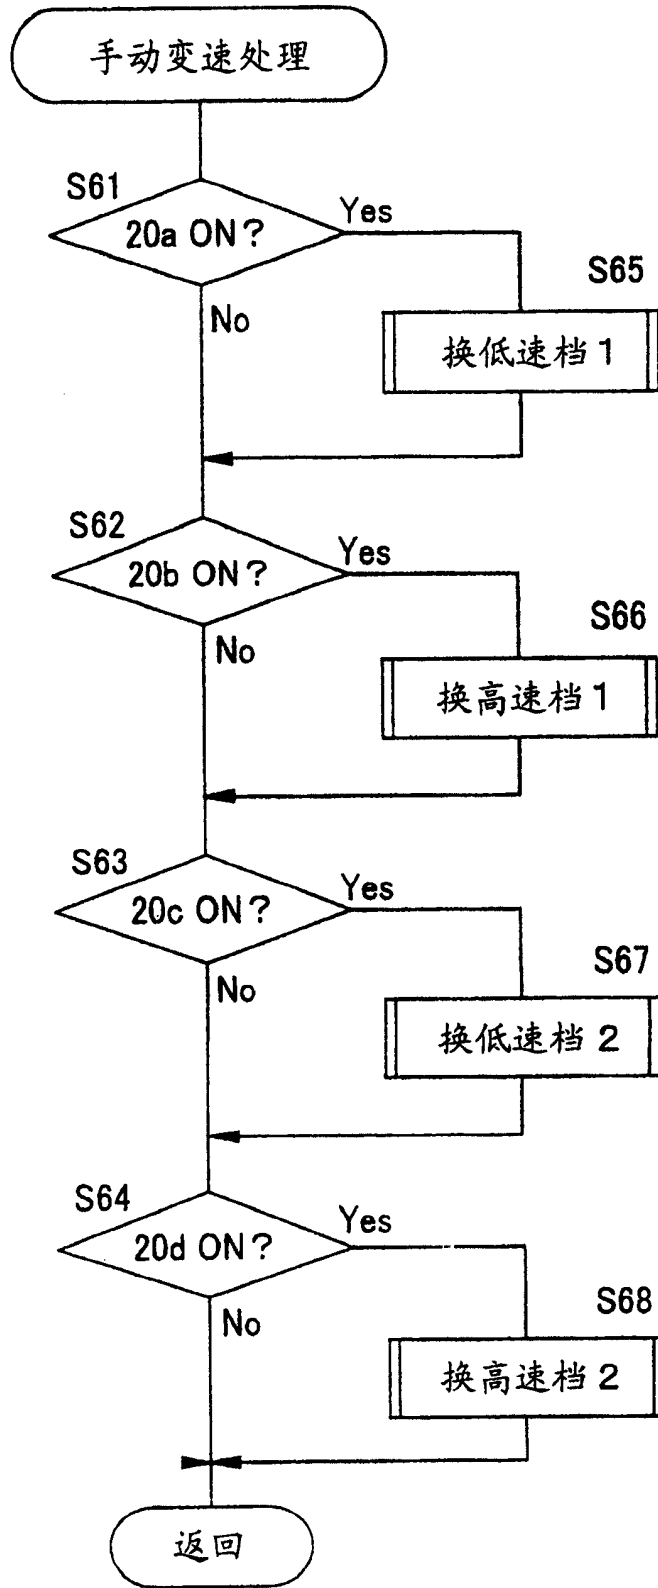 手动变速处理
S61
20a ON?
Yes
No
S65
换低速档 1
S62
20b ON?
Yes
No
S66
换高速档 1
S63
20c ON?
Yes
No
S67
换低速档 2
S64
20d ON?
Yes
No
S68
换高速档 2
返回